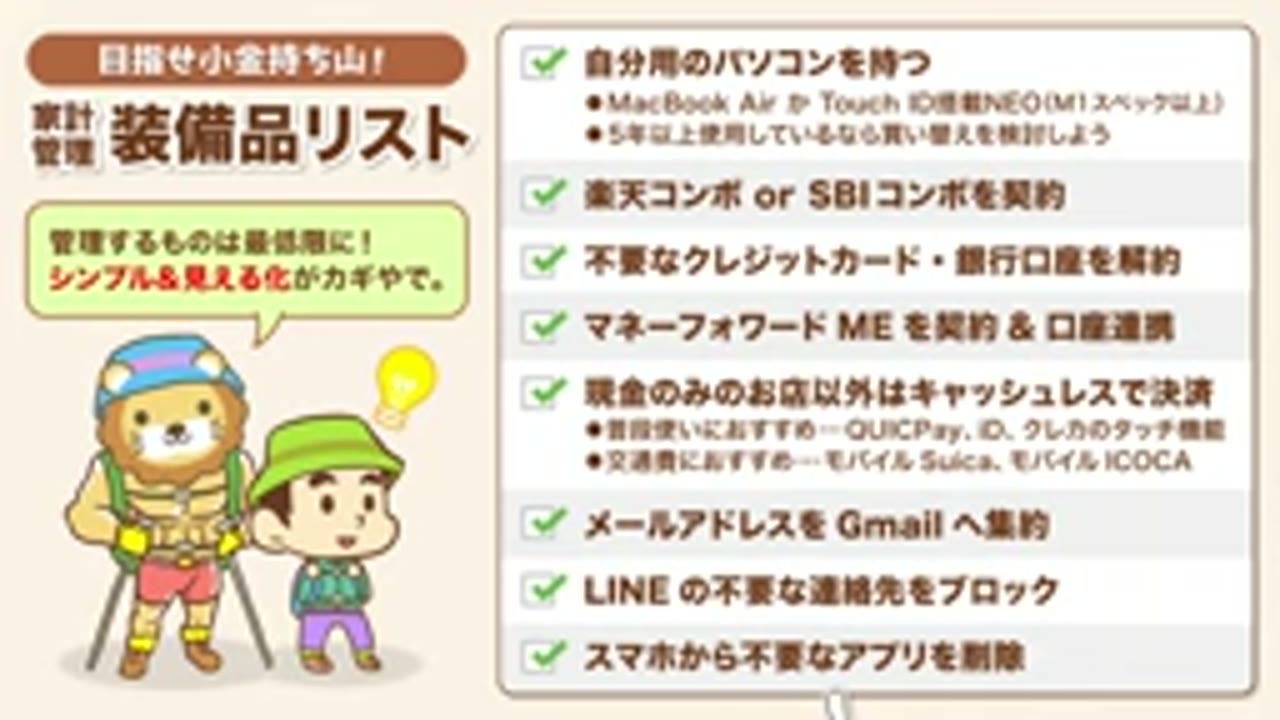 目指せ小金持ち山！
家計管理 装備品リスト
管理するものは最低限に！
シンプル&見える化がカギやで。
自分用のパソコンを持つ
●MacBook Air か Touch ID搭載NEO(M1スペック以上)
●5年以上使用しているなら買い替えを検討しよう
楽天コンボ or SBIコンボを契約
不要なクレジットカード・銀行口座を解約
マネーフォワード ME を契約 & 口座連携
現金のみのお店以外はキャッシュレスで決済
●普段使いにおすすめ…QUICPay、iD、クレカのタッチ機能
●交通費におすすめ…モバイル Suica、モバイル ICOCA
メールアドレスを Gmail へ集約
LINE の不要な連絡先をブロック
スマホから不要なアプリを削除